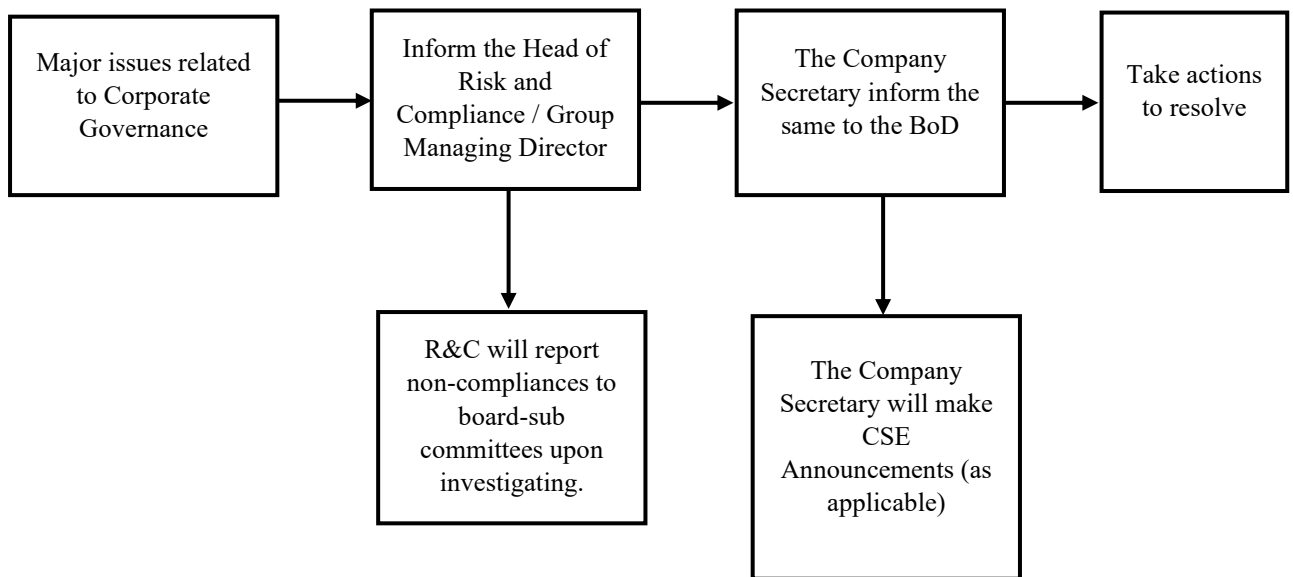 Major issues related
to Corporate
Governance
Inform the Head of
Risk and
Compliance / Group
Managing Director
The Company
Secretary inform the
same to the BoD
Take actions
to resolve
R&C will report
non-compliances to
board-sub
committees upon
investigating.
The Company
Secretary will make
CSE
Announcements (as
applicable)